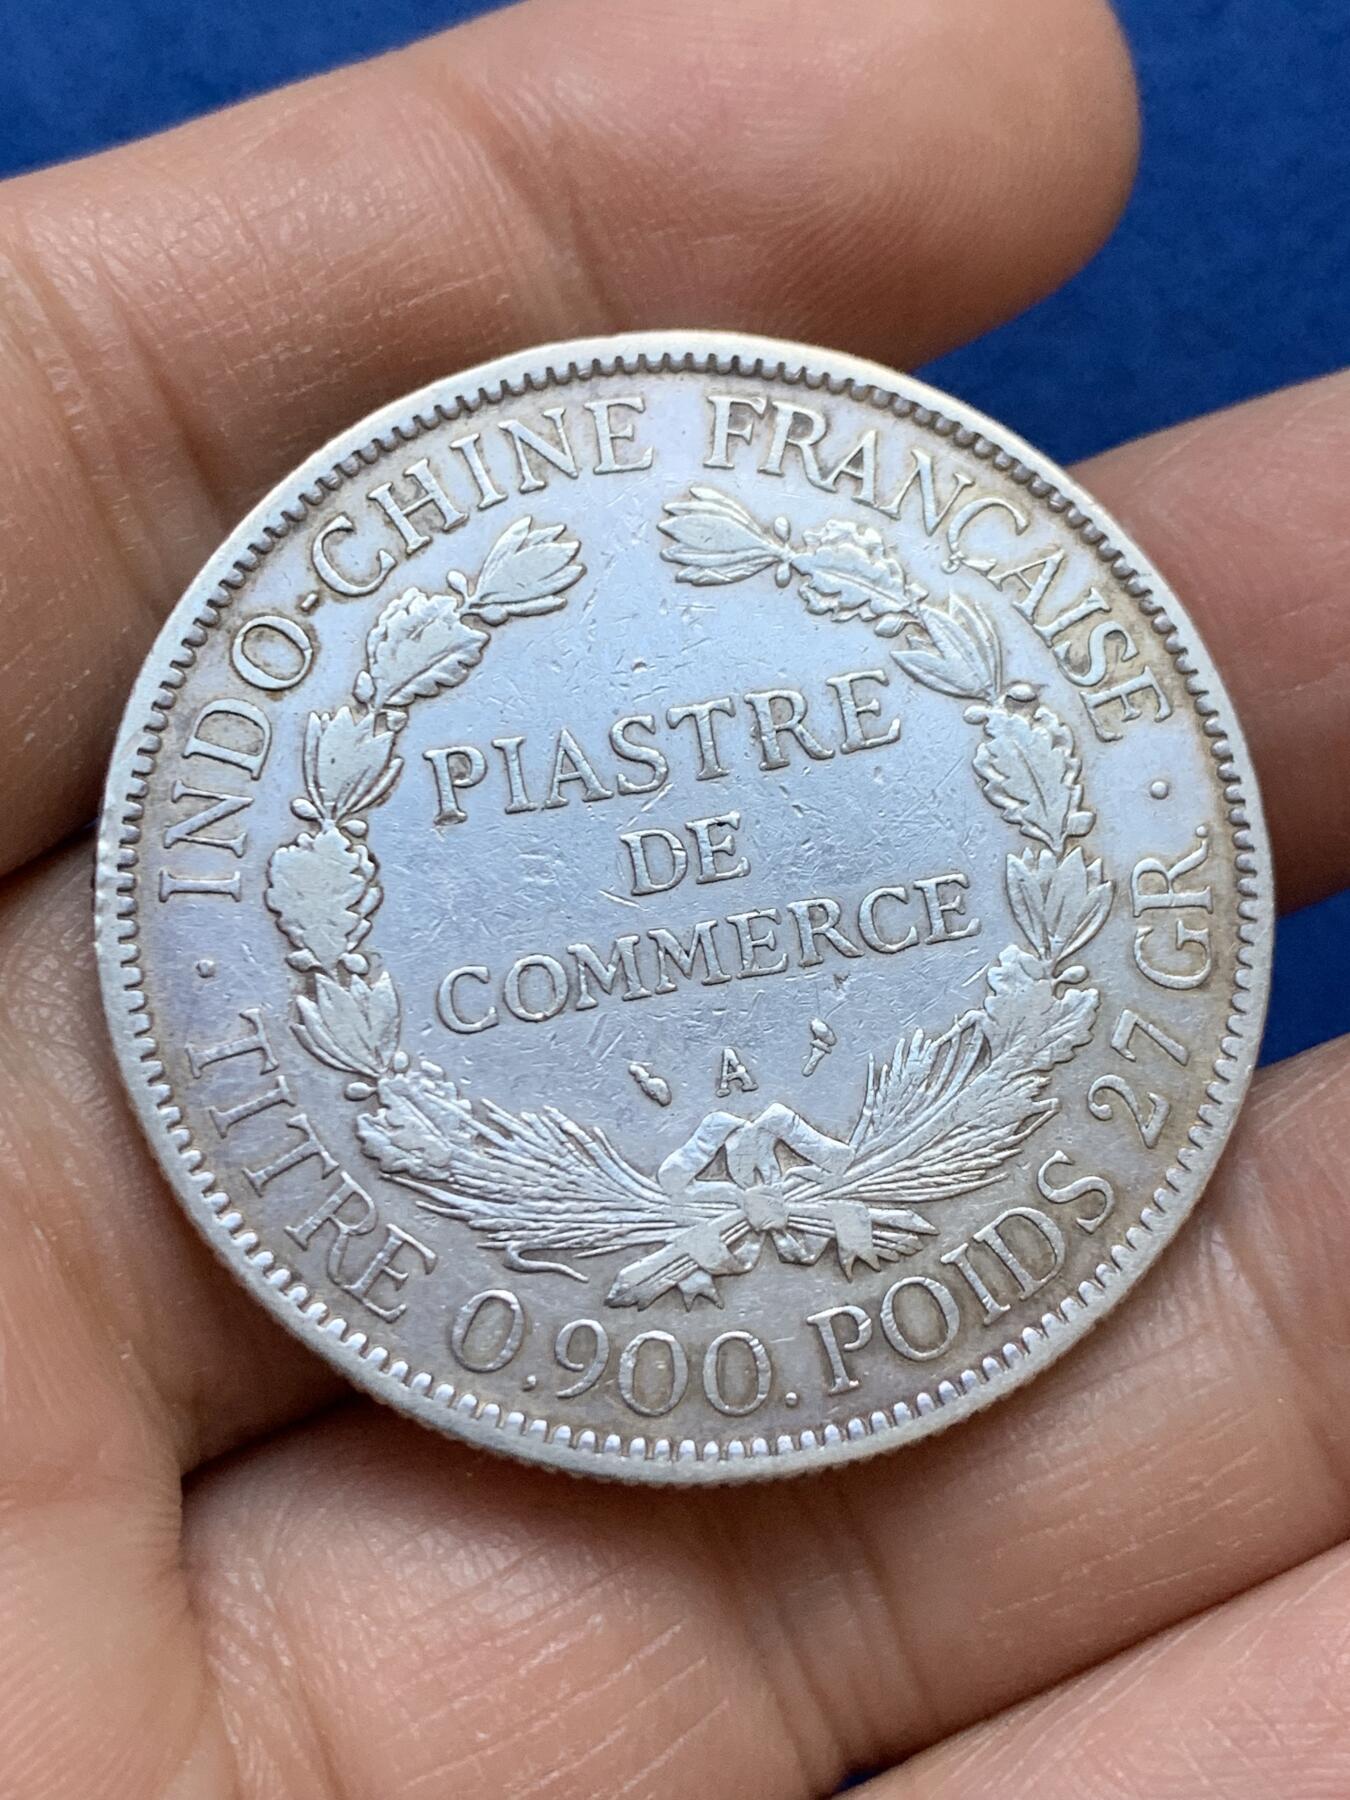 INDO-CHINE FRANÇAISE
PIASTRE
DE
COMMERCE
A
· TITRE 0.900. POIDS 27 GR. ·